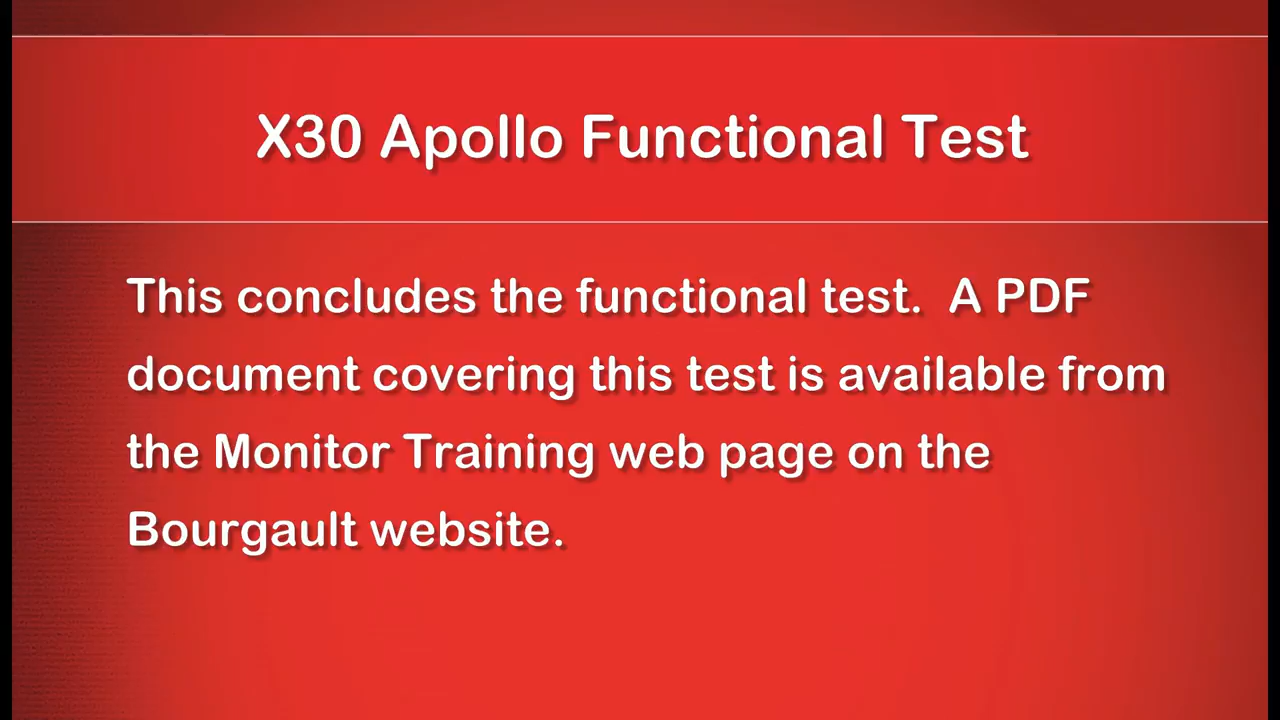 X30 Apollo Functional Test
This concludes the functional test.  A PDF
document covering this test is available from
the Monitor Training web page on the
Bourgault website.